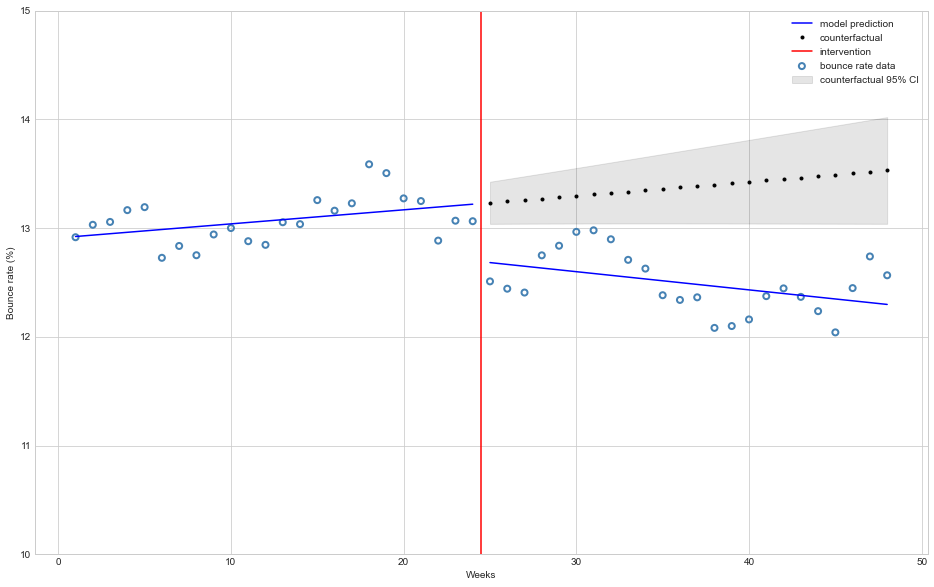 15
14
13
12
11
10
Bounce rate (%)
model prediction
counterfactual
intervention
bounce rate data
counterfactual 95% CI
0 10 20 30 40 50
Weeks